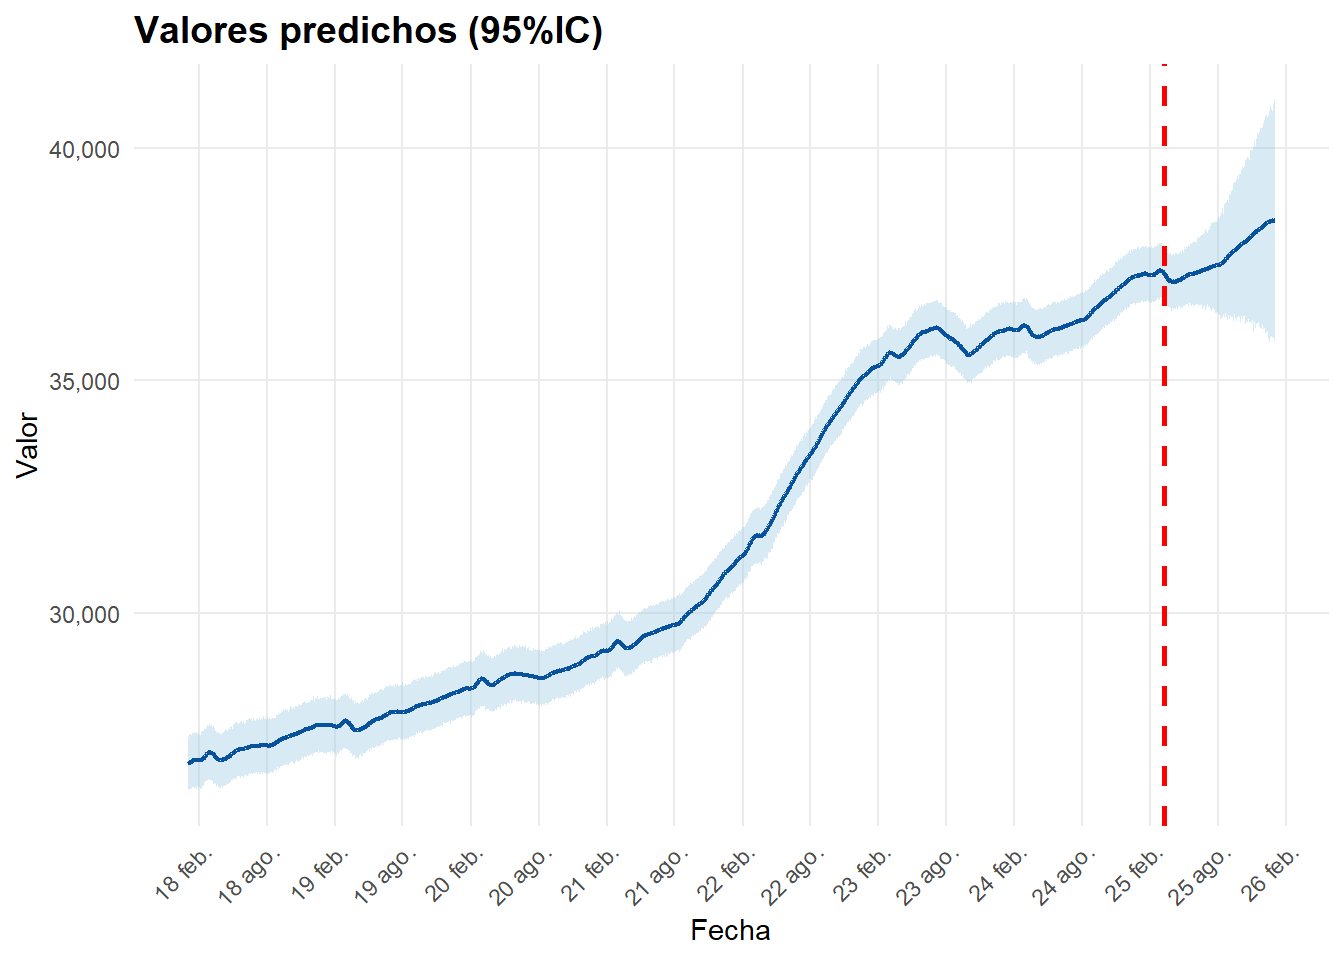 Valores predichos (95%IC)
40,000
35,000
30,000
Valor
18 feb.
18 ago.
19 feb.
19 ago.
20 feb.
20 ago.
21 feb.
21 ago.
22 feb.
22 ago.
23 feb.
23 ago.
24 feb.
24 ago.
25 feb.
25 ago.
26 feb.
Fecha